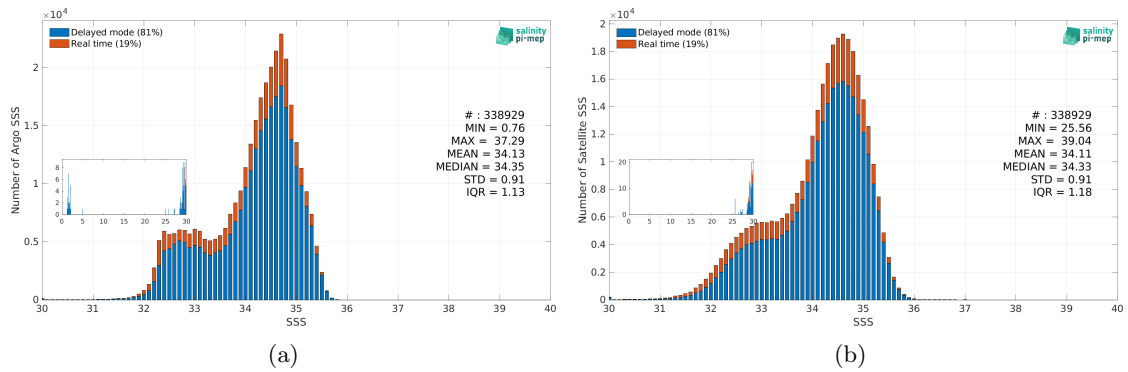 ×10⁴
Delayed mode (81%)
Real time (19%)
salinity
pi-mep
Number of Argo SSS
2
1.5
1
0.5
0
# : 338929
MIN = 0.76
MAX = 37.29
MEAN = 34.13
MEDIAN = 34.35
STD = 0.91
IQR = 1.13
8
6
4
2
0
0 5 10 15 20 25 30
30 31 32 33 34 35 36 37 38 39 40
SSS
(a)
×10⁴
Delayed mode (81%)
Real time (19%)
salinity
pi-mep
Number of Satellite SSS
2
1.8
1.6
1.4
1.2
1
0.8
0.6
0.4
0.2
0
# : 338929
MIN = 25.56
MAX = 39.04
MEAN = 34.11
MEDIAN = 34.33
STD = 0.91
IQR = 1.18
20
10
0
5 10 15 20 25 30
30 31 32 33 34 35 36 37 38 39 40
SSS
(b)